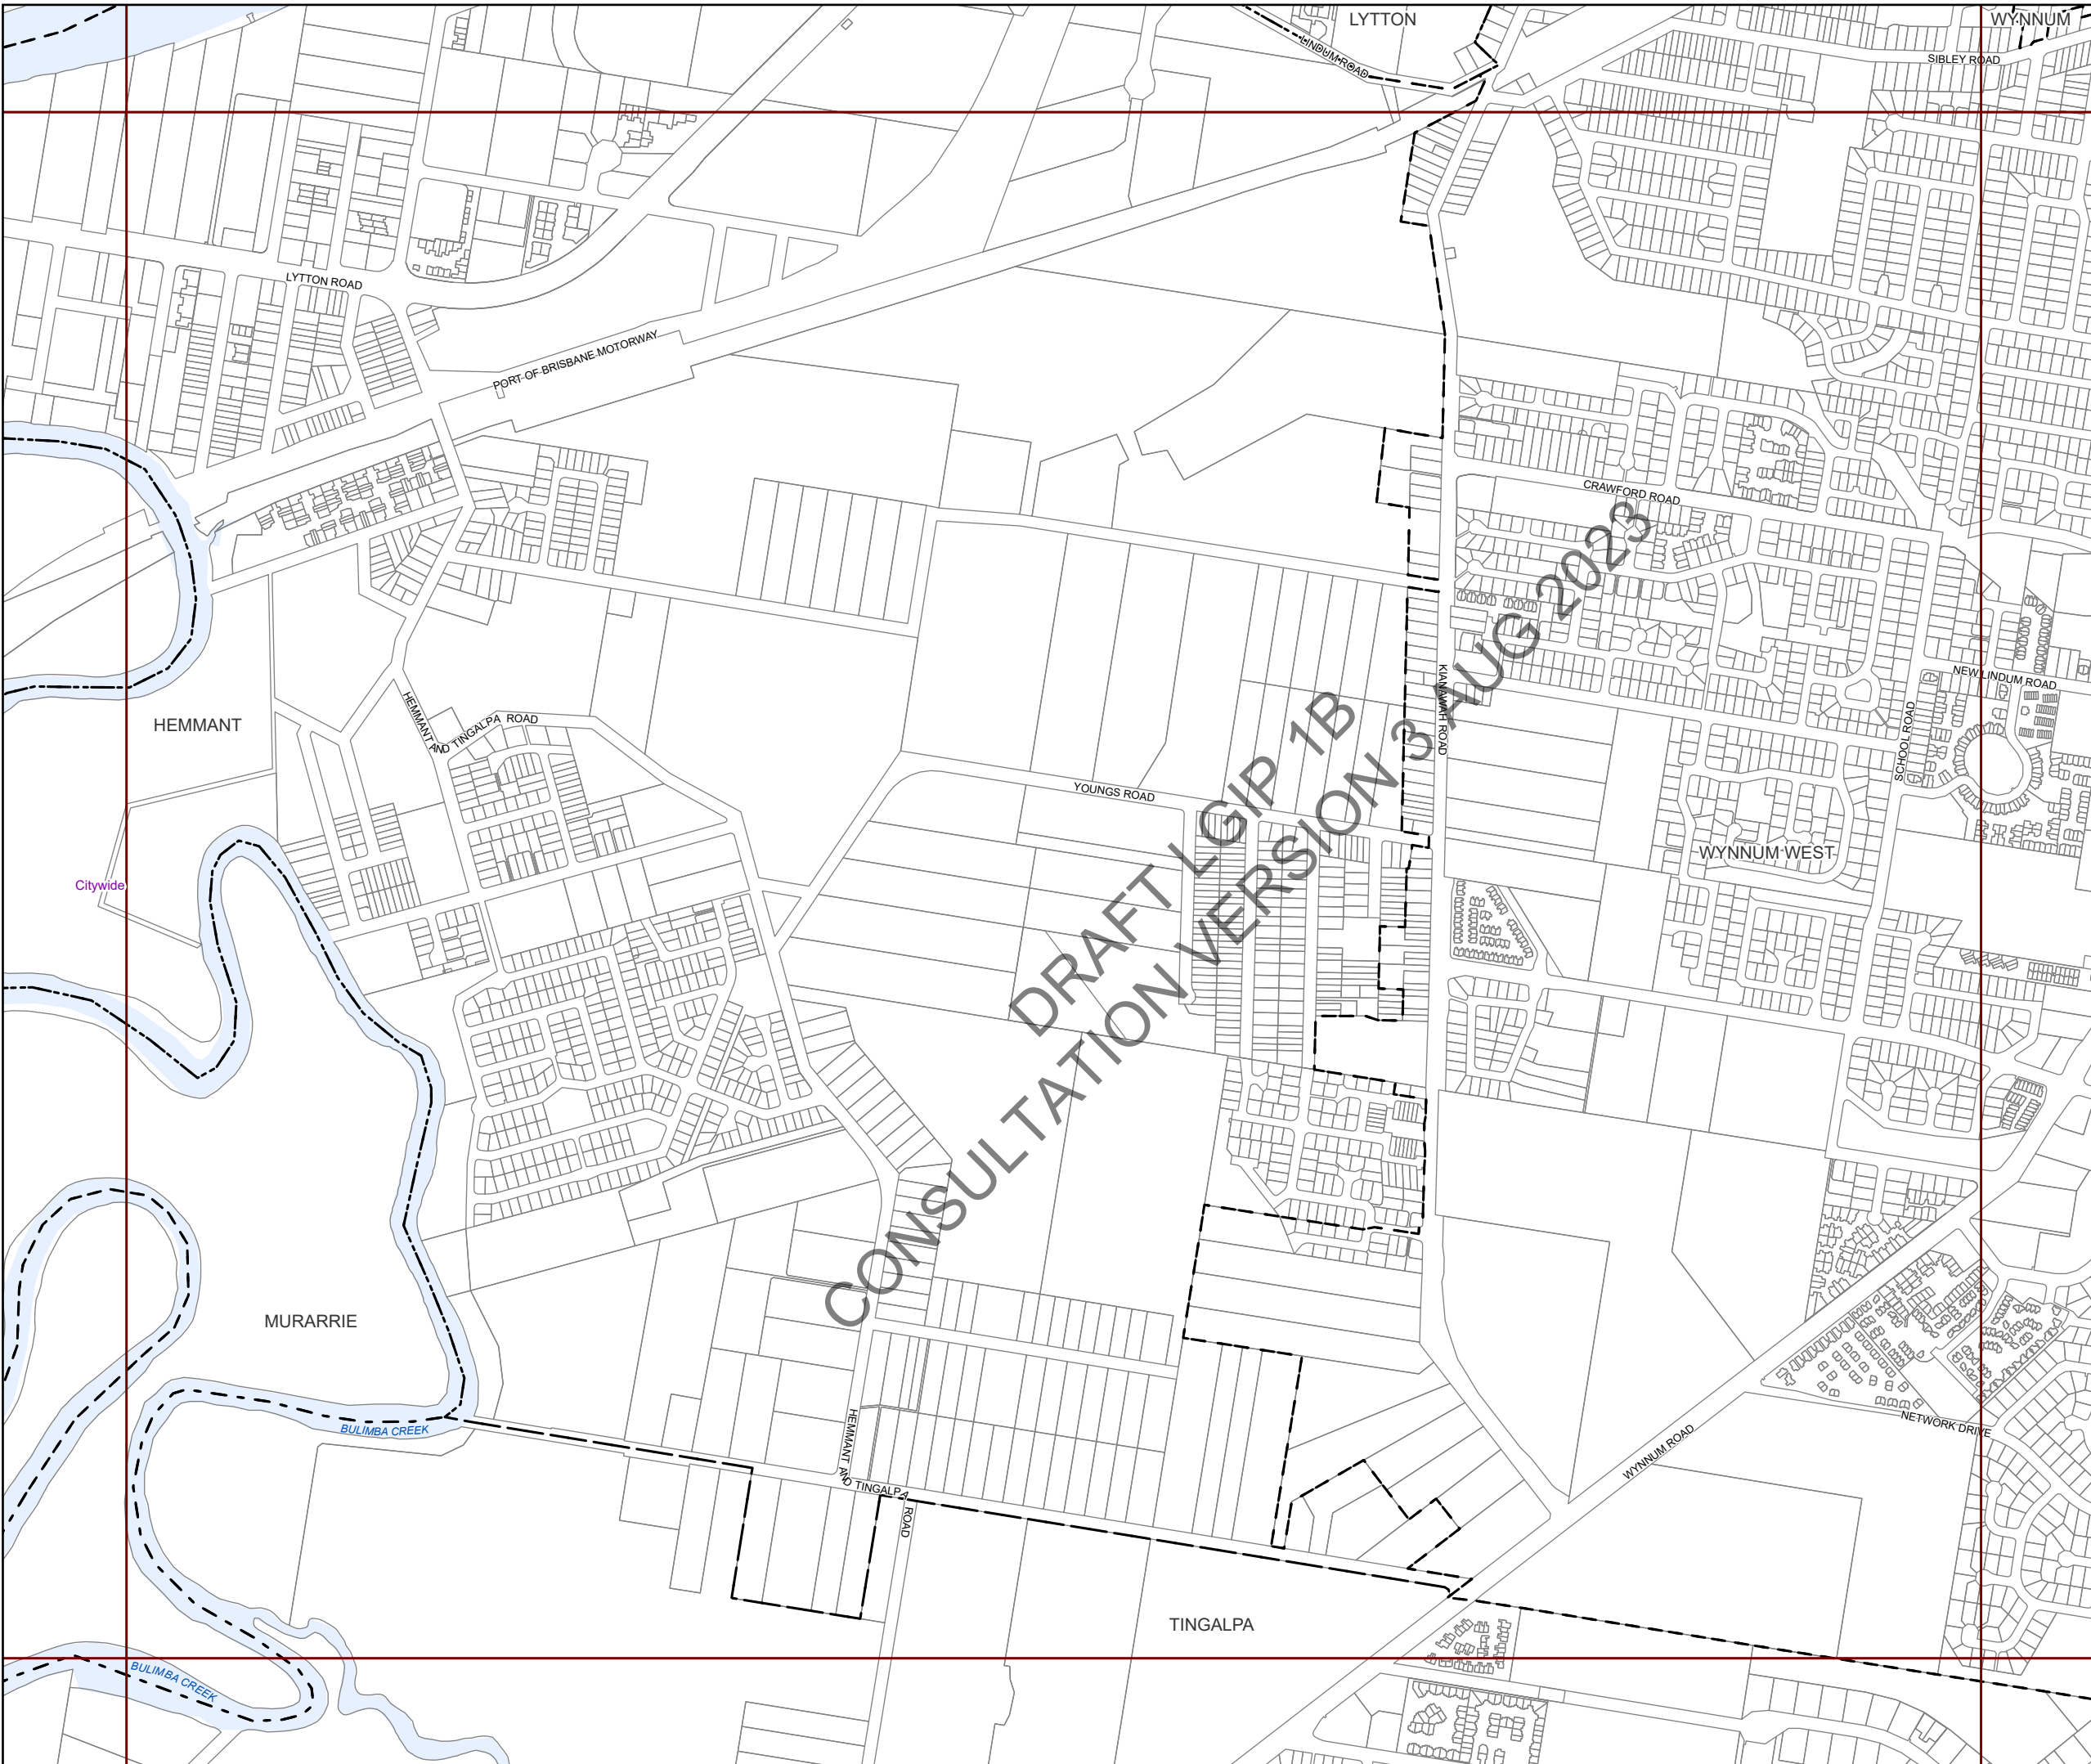 LYTTON
WYNNUM
LINDUM ROAD
SIBLEY ROAD
LYTTON ROAD
PORT OF BRISBANE MOTORWAY
CRAWFORD ROAD
NEW LINDUM ROAD
KIANAWAH ROAD
SCHOOL ROAD
HEMMANT
HEMMANT AND TINGALPA ROAD
YOUNGS ROAD
WYNNUM WEST
Citywide
DRAFT LGIP 1B
CONSULTATION VERSION 3 AUG 2023
MURARRIE
BULIMBA CREEK
HEMMANT AND TINGALPA ROAD
NETWORK DRIVE
WYNNUM ROAD
TINGALPA
BULIMBA CREEK